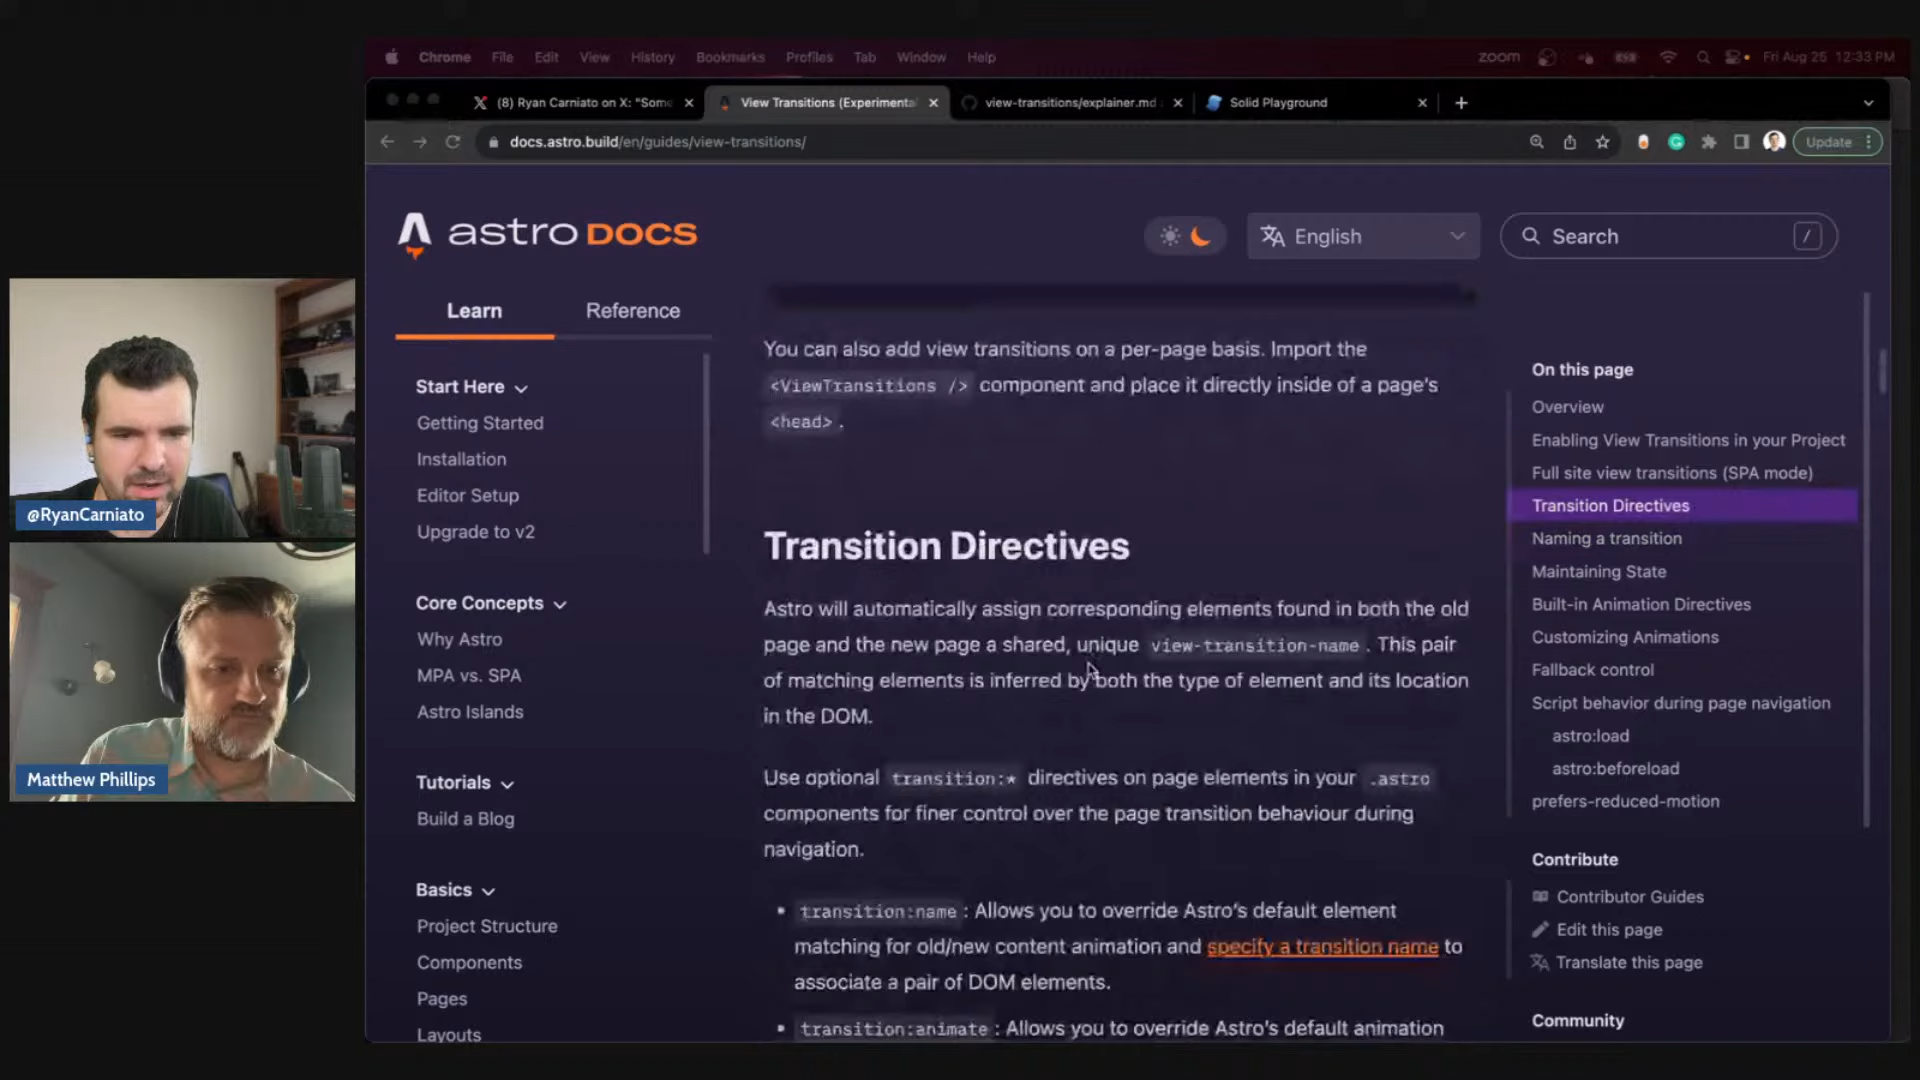 Chrome File Edit View History Bookmarks Profiles Tab Window Help
zoom
Fri Aug 25 12:33 PM
(8) Ryan Carniato on X: "Some
View Transitions (Experimenta
view-transitions/explainer.md
Solid Playground
docs.astro.build/en/guides/view-transitions/
Update
astro DOCS
English
Search
/
Learn
Reference
Start Here
Getting Started
Installation
Editor Setup
Upgrade to v2
Core Concepts
Why Astro
MPA vs. SPA
Astro Islands
Tutorials
Build a Blog
Basics
Project Structure
Components
Pages
Layouts
You can also add view transitions on a per-page basis. Import the
<ViewTransitions /> component and place it directly inside of a page's
<head> .
Transition Directives
Astro will automatically assign corresponding elements found in both the old
page and the new page a shared, unique view-transition-name . This pair
of matching elements is inferred by both the type of element and its location
in the DOM.
Use optional transition:* directives on page elements in your .astro
components for finer control over the page transition behaviour during
navigation.
• transition:name : Allows you to override Astro's default element
matching for old/new content animation and specify a transition name to
associate a pair of DOM elements.
• transition:animate : Allows you to override Astro's default animation
On this page
Overview
Enabling View Transitions in your Project
Full site view transitions (SPA mode)
Transition Directives
Naming a transition
Maintaining State
Built-in Animation Directives
Customizing Animations
Fallback control
Script behavior during page navigation
astro:load
astro:beforeload
prefers-reduced-motion
Contribute
Contributor Guides
Edit this page
Translate this page
Community
@RyanCarniato
Matthew Phillips